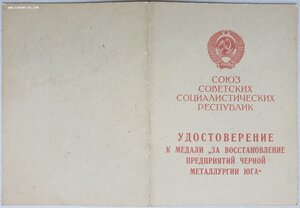 СОЮЗ
СОВЕТСКИХ
СОЦИАЛИСТИЧЕСКИХ
РЕСПУБЛИК
УДОСТОВЕРЕНИЕ
К МЕДАЛИ „ЗА ВОССТАНОВЛЕНИЕ
ПРЕДПРИЯТИЙ ЧЕРНОЙ
МЕТАЛЛУРГИИ ЮГА“